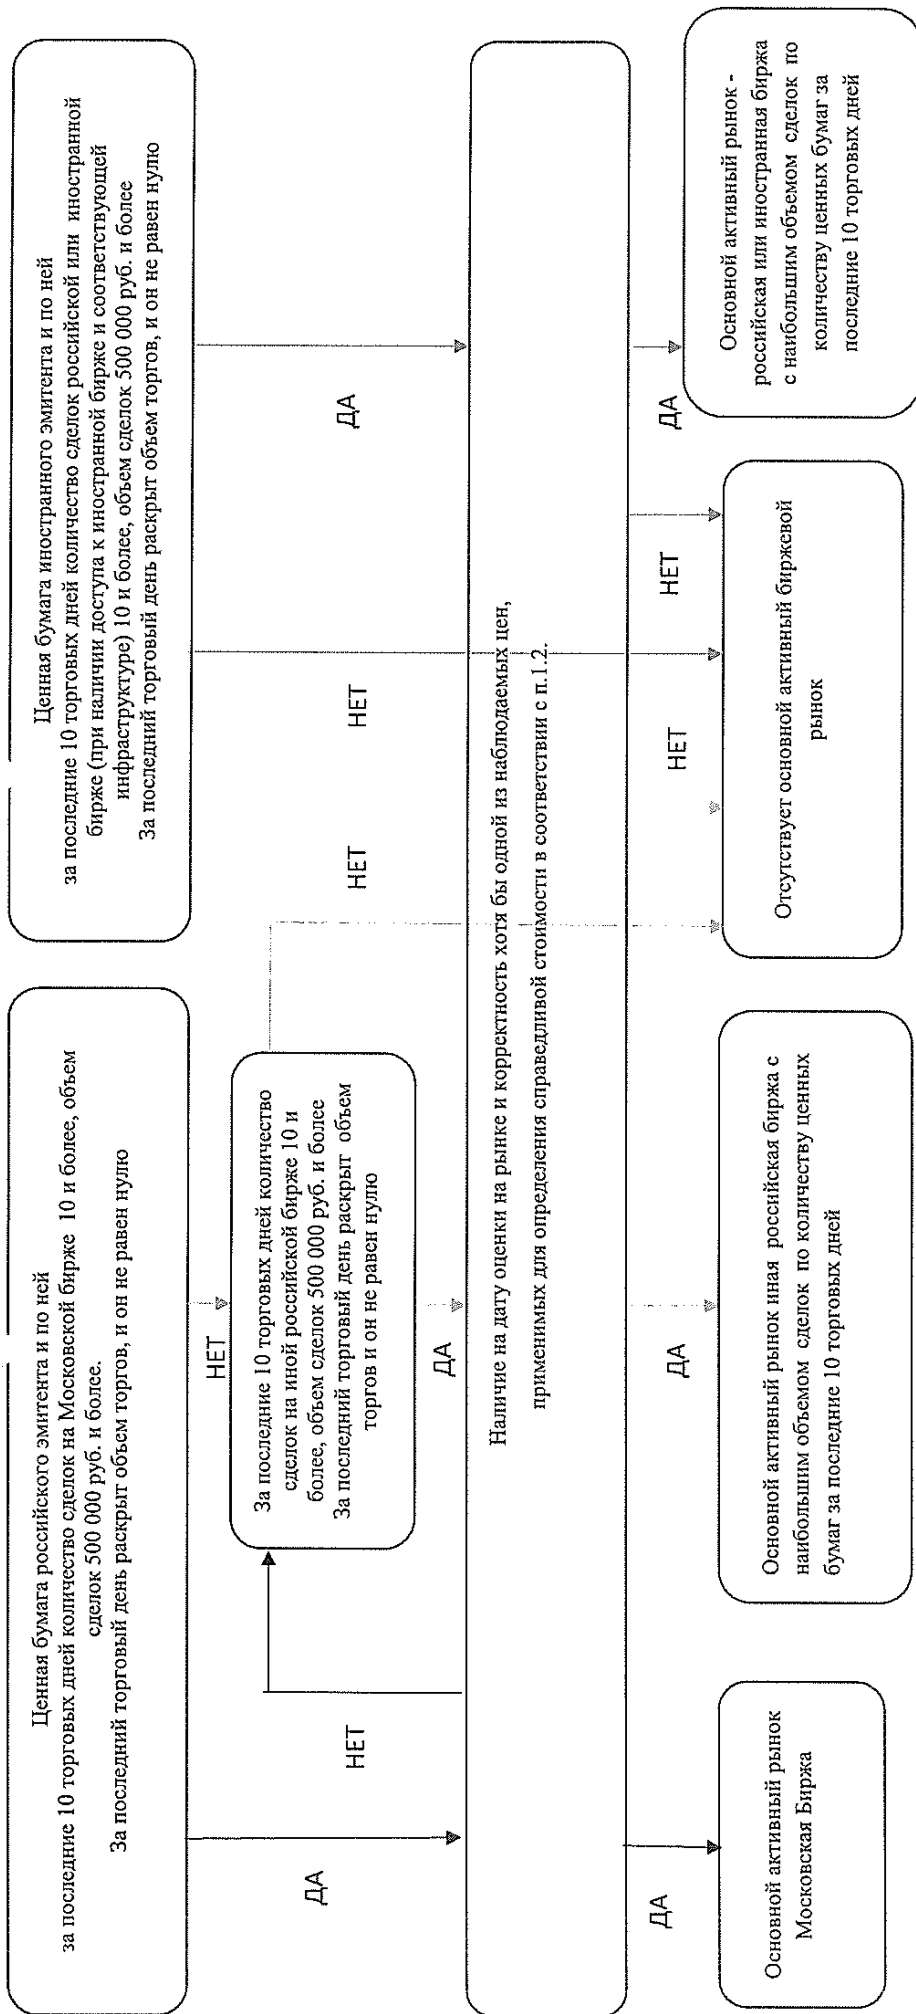 Ценная бумага российского эмитента и по ней
за последние 10 торговых дней количество сделок на Московской бирже 10 и более, объем
сделок 500 000 руб. и более.
За последний торговый день раскрыт объем торгов, и он не равен нулю
Ценная бумага иностранного эмитента и по ней
за последние 10 торговых дней количество сделок российской или иностранной
бирже (при наличии доступа к иностранной бирже и соответствующей
инфраструктуре) 10 и более, объем сделок 500 000 руб. и более
За последний торговый день раскрыт объем торгов, и он не равен нулю
НЕТ
За последние 10 торговых дней количество
сделок на иной российской бирже 10 и
более, объем сделок 500 000 руб. и более
За последний торговый день раскрыт объем
торгов и он не равен нулю
ДА
НЕТ
ДА
НЕТ
НЕТ
ДА
Наличие на дату оценки на рынке и корректность хотя бы одной из наблюдаемых цен,
применимых для определения справедливой стоимости в соответствии с п.1.2.
ДА
ДА
НЕТ
НЕТ
ДА
Основной активный рынок
Московская Биржа
Основной активный рынок иная российская биржа с
наибольшим объемом сделок по количеству ценных
бумаг за последние 10 торговых дней
Отсутствует основной активный биржевой
рынок
Основной активный рынок -
российская или иностранная биржа
с наибольшим объемом сделок по
количеству ценных бумаг за
последние 10 торговых дней